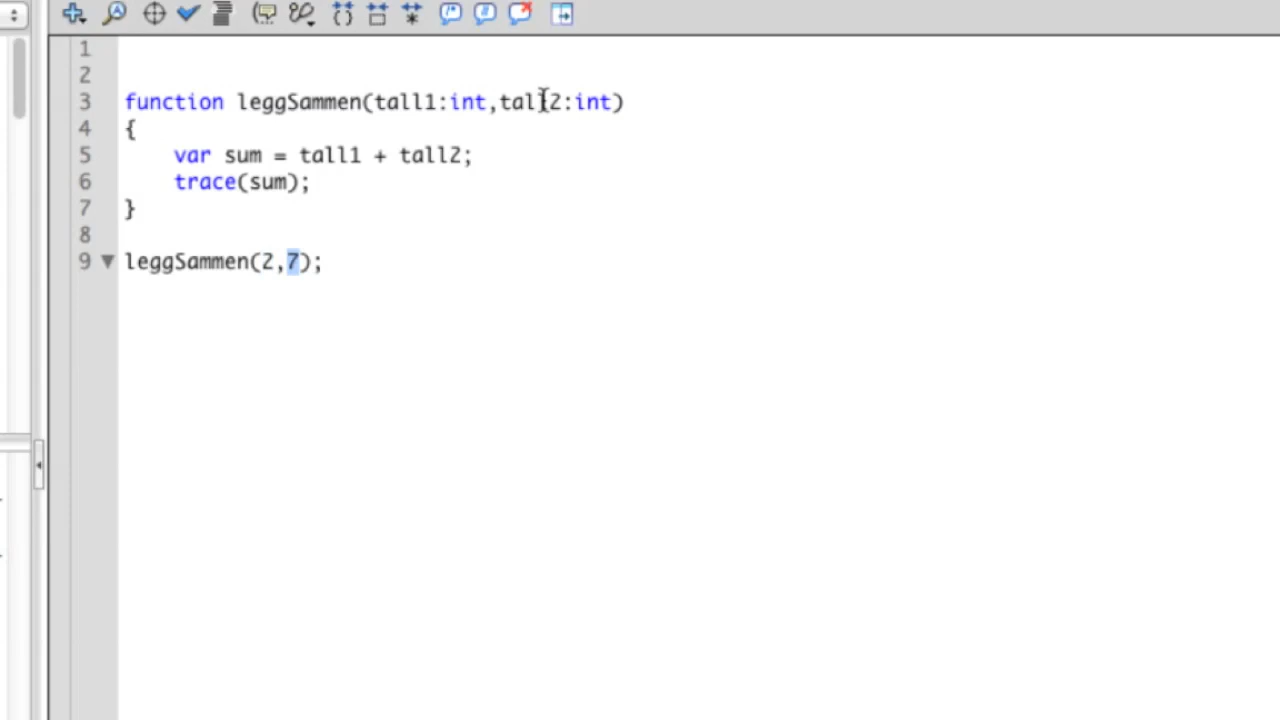 1
2
3 function leggSammen(tall1:int,tall2:int)
4 {
5 var sum = tall1 + tall2;
6 trace(sum);
7 }
8
9 leggSammen(2,7);